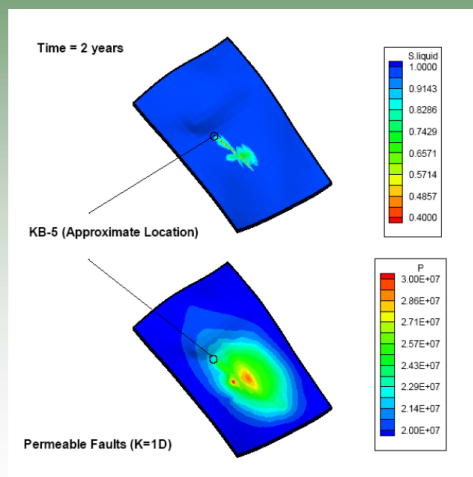 Time = 2 years
S.liquid
1.0000
0.9143
0.8286
0.7429
0.6571
0.5714
0.4857
0.4000
KB-5 (Approximate Location)
P
3.00E+07
2.86E+07
2.71E+07
2.57E+07
2.43E+07
2.29E+07
2.14E+07
2.00E+07
Permeable Faults (K=1D)